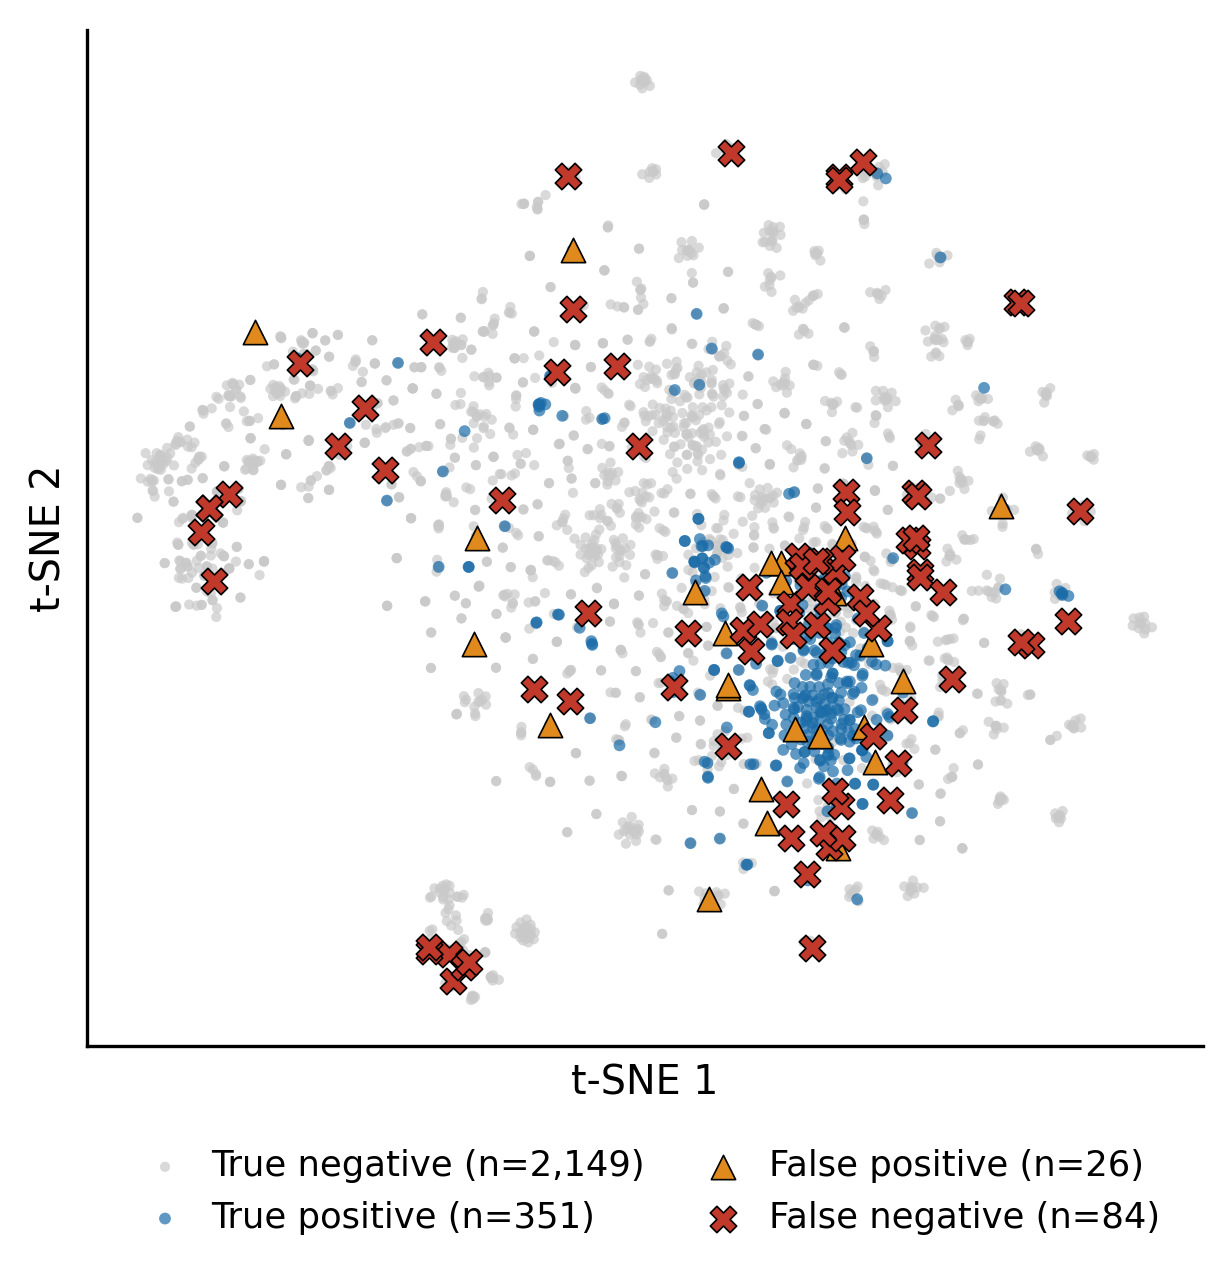 t-SNE 2
t-SNE 1
True negative (n=2,149)
True positive (n=351)
False positive (n=26)
False negative (n=84)